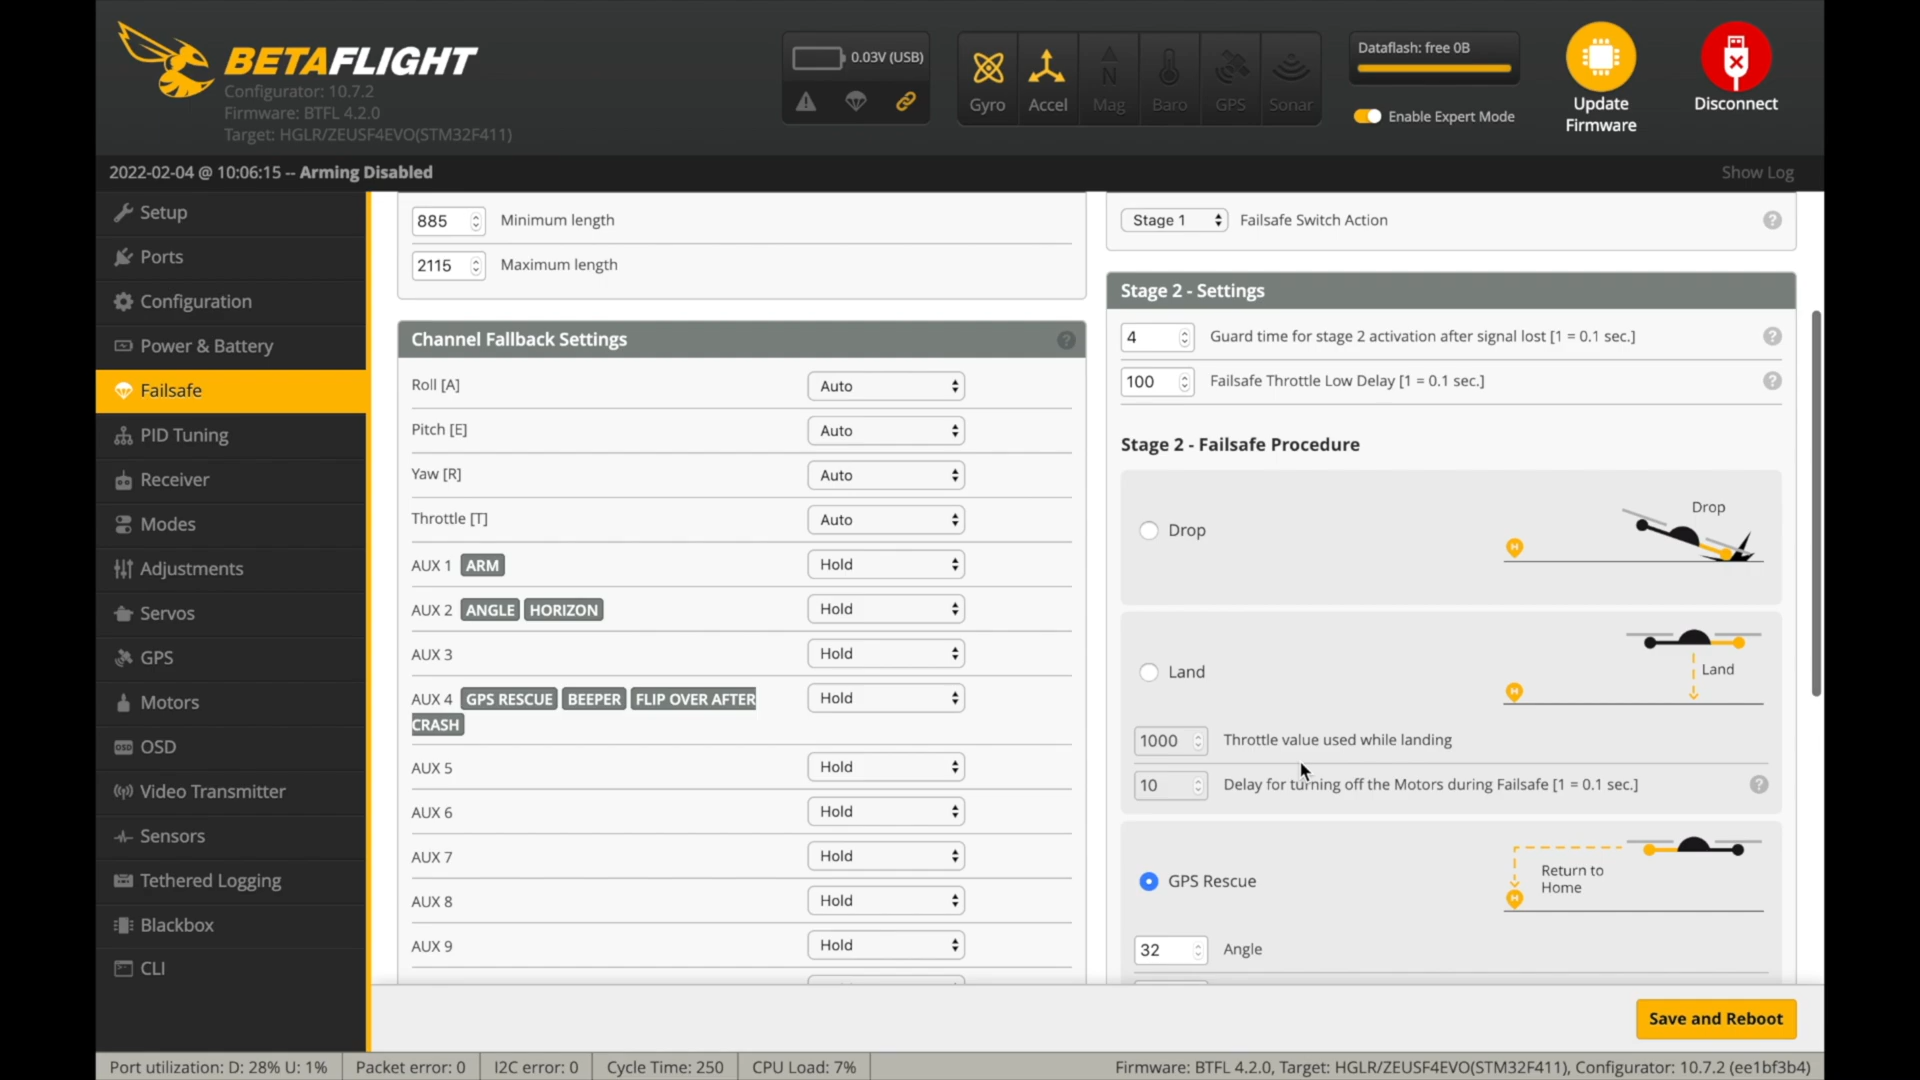 BETAFLIGHT
Configurator: 10.7.2
Firmware: BTFL 4.2.0
Target: HGLR/ZEUSF4EVO(STM32F411)
0.03V (USB)
Gyro
Accel
Mag
Baro
GPS
Sonar
Dataflash: free 0B
Enable Expert Mode
Update
Firmware
Disconnect
2022-02-04 @ 10:06:15 -- Arming Disabled
Show Log
Setup
Ports
Configuration
Power & Battery
Failsafe
PID Tuning
Receiver
Modes
Adjustments
Servos
GPS
Motors
OSD OSD
Video Transmitter
Sensors
Tethered Logging
Blackbox
CLI
885 Minimum length
2115 Maximum length
Channel Fallback Settings ?
Roll [A] Auto
Pitch [E] Auto
Yaw [R] Auto
Throttle [T] Auto
AUX 1 ARM Hold
AUX 2 ANGLE HORIZON Hold
AUX 3 Hold
AUX 4 GPS RESCUE BEEPER FLIP OVER AFTER Hold
CRASH
AUX 5 Hold
AUX 6 Hold
AUX 7 Hold
AUX 8 Hold
AUX 9 Hold
Stage 1 Failsafe Switch Action ?
Stage 2 - Settings
4 Guard time for stage 2 activation after signal lost [1 = 0.1 sec.] ?
100 Failsafe Throttle Low Delay [1 = 0.1 sec.] ?
Stage 2 - Failsafe Procedure
Drop
Drop
H
Land
Land
H
1000 Throttle value used while landing
10 Delay for turning off the Motors during Failsafe [1 = 0.1 sec.] ?
GPS Rescue
Return to
Home
H
32 Angle
Save and Reboot
Port utilization: D: 28% U: 1%
Packet error: 0
I2C error: 0
Cycle Time: 250
CPU Load: 7%
Firmware: BTFL 4.2.0, Target: HGLR/ZEUSF4EVO(STM32F411), Configurator: 10.7.2 (ee1bf3b4)